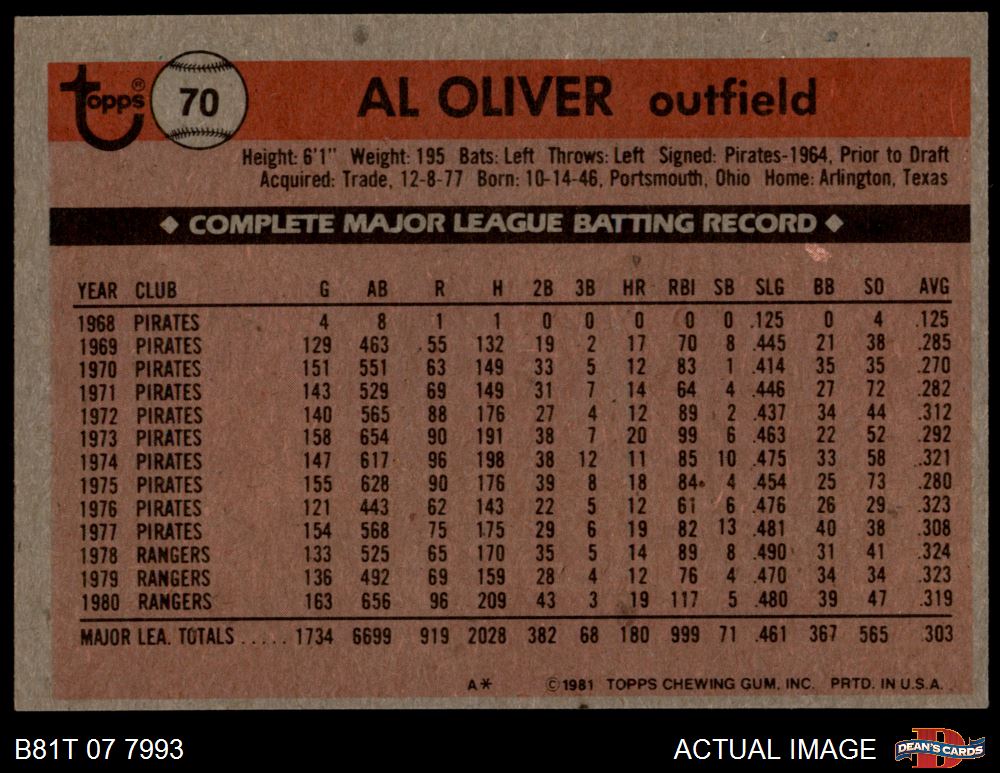 Topps® 70 AL OLIVER outfield
Height: 6'1" Weight: 195 Bats: Left Throws: Left Signed: Pirates-1964, Prior to Draft
Acquired: Trade, 12-8-77 Born: 10-14-46, Portsmouth, Ohio Home: Arlington, Texas
◆ COMPLETE MAJOR LEAGUE BATTING RECORD ◆
YEAR CLUB G AB R H 2B 3B HR RBI SB SLG BB SO AVG
1968 PIRATES 4 8 1 1 0 0 0 0 0 .125 0 4 .125
1969 PIRATES 129 463 55 132 19 2 17 70 8 .445 21 38 .285
1970 PIRATES 151 551 63 149 33 5 12 83 1 .414 35 35 .270
1971 PIRATES 143 529 69 149 31 7 14 64 4 .446 27 72 .282
1972 PIRATES 140 565 88 176 27 4 12 89 2 .437 34 44 .312
1973 PIRATES 158 654 90 191 38 7 20 99 6 .463 22 52 .292
1974 PIRATES 147 617 96 198 38 12 11 85 10 .475 33 58 .321
1975 PIRATES 155 628 90 176 39 8 18 84 4 .454 25 73 .280
1976 PIRATES 121 443 62 143 22 5 12 61 6 .476 26 29 .323
1977 PIRATES 154 568 75 175 29 6 19 82 13 .481 40 38 .308
1978 RANGERS 133 525 65 170 35 5 14 89 8 .490 31 41 .324
1979 RANGERS 136 492 69 159 28 4 12 76 4 .470 34 34 .323
1980 RANGERS 163 656 96 209 43 3 19 117 5 .480 39 47 .319
MAJOR LEA. TOTALS ..... 1734 6699 919 2028 382 68 180 999 71 .461 367 565 .303
A* ©1981 TOPPS CHEWING GUM, INC. PRTD. IN U.S.A.
B81T 07 7993 ACTUAL IMAGE DEAN'S CARDS